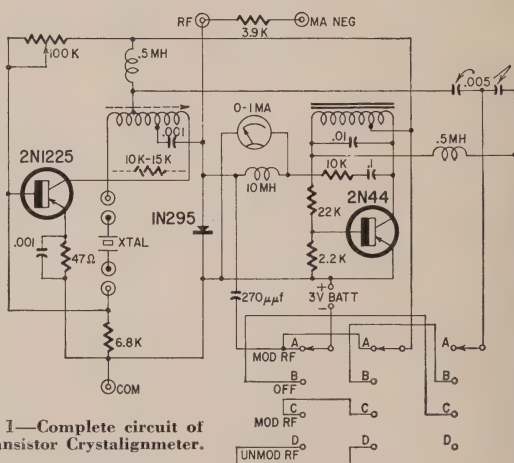 RF MA NEG
3.9K
100K
.5MH
.005
.001
0-1MA
.01
.5MH
2N1225
10K-15K
10K .1
10MH
2N44
1N295
22K
.001
47Ω
XTAL
2.2K
+
3V BATT
-
270µµf
6.8K
A A A
MOD RF
B B B
OFF
COM
C C C
MOD RF
D D D
UNMOD RF
1—Complete circuit of
ansistor Crystalignmeter.